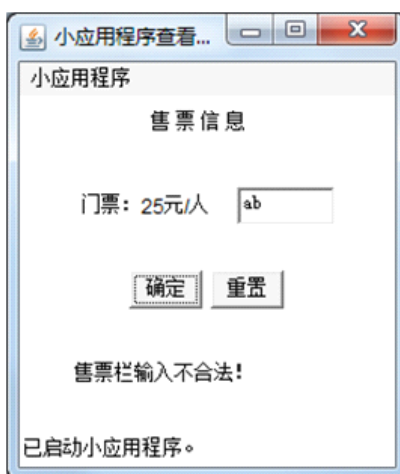 小应用程序查看...
小应用程序
售票信息
门票：25元/人 ab
确定 重置
售票栏输入不合法！
已启动小应用程序。